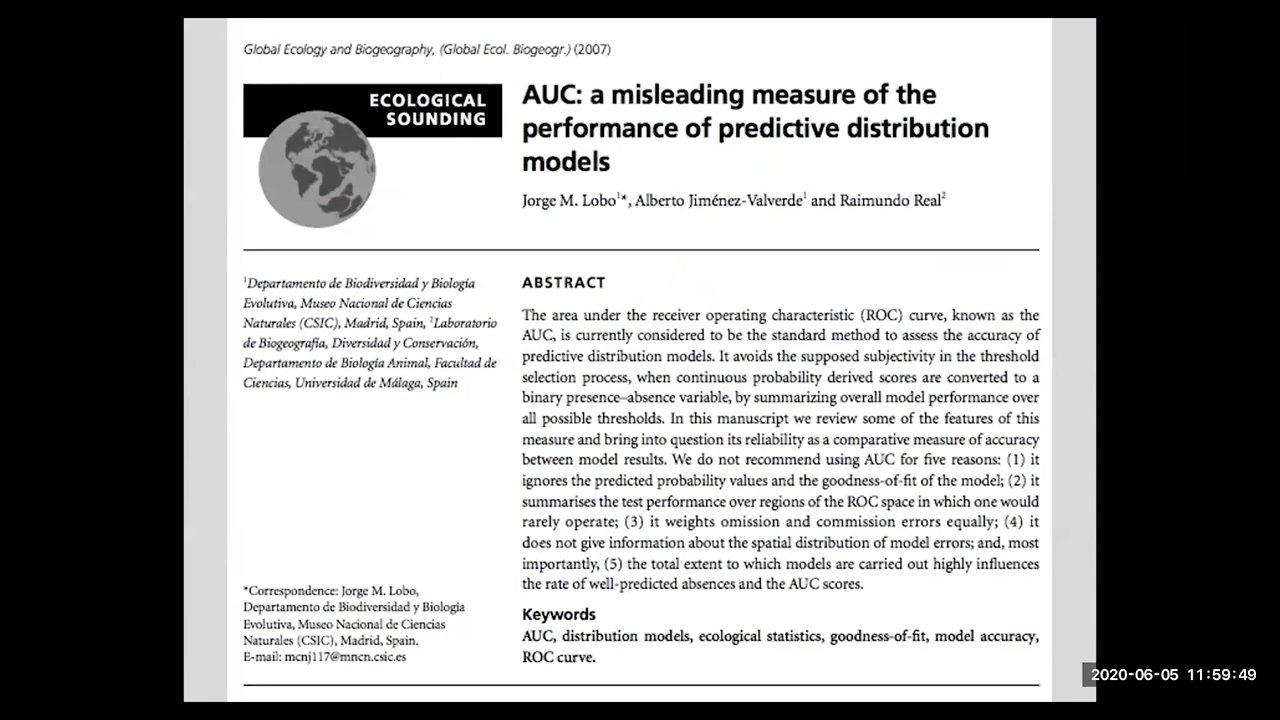 Global Ecology and Biogeography, (Global Ecol. Biogeogr.) (2007)
ECOLOGICAL
SOUNDING
AUC: a misleading measure of the
performance of predictive distribution
models
Jorge M. Lobo¹*, Alberto Jiménez-Valverde¹ and Raimundo Real²
¹Departamento de Biodiversidad y Biología
Evolutiva, Museo Nacional de Ciencias
Naturales (CSIC), Madrid, Spain, ²Laboratorio
de Biogeografía, Diversidad y Conservación,
Departamento de Biología Animal, Facultad de
Ciencias, Universidad de Málaga, Spain
*Correspondence: Jorge M. Lobo,
Departamento de Biodiversidad y Biología
Evolutiva, Museo Nacional de Ciencias
Naturales (CSIC), Madrid, Spain.
E-mail: mcnj117@mncn.csic.es
ABSTRACT
The area under the receiver operating characteristic (ROC) curve, known as the
AUC, is currently considered to be the standard method to assess the accuracy of
predictive distribution models. It avoids the supposed subjectivity in the threshold
selection process, when continuous probability derived scores are converted to a
binary presence–absence variable, by summarizing overall model performance over
all possible thresholds. In this manuscript we review some of the features of this
measure and bring into question its reliability as a comparative measure of accuracy
between model results. We do not recommend using AUC for five reasons: (1) it
ignores the predicted probability values and the goodness-of-fit of the model; (2) it
summarises the test performance over regions of the ROC space in which one would
rarely operate; (3) it weights omission and commission errors equally; (4) it
does not give information about the spatial distribution of model errors; and, most
importantly, (5) the total extent to which models are carried out highly influences
the rate of well-predicted absences and the AUC scores.
Keywords
AUC, distribution models, ecological statistics, goodness-of-fit, model accuracy,
ROC curve.
2020-06-05 11:59:49